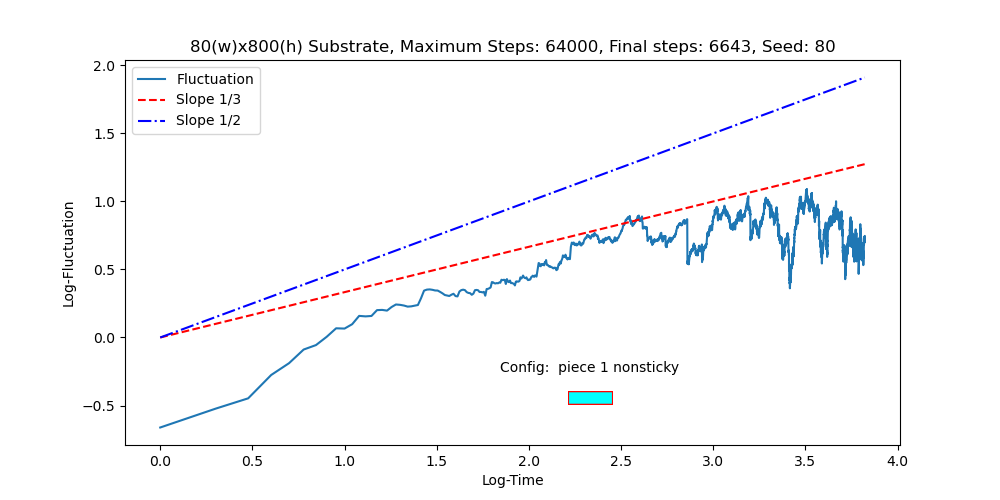 80(w)x800(h) Substrate, Maximum Steps: 64000, Final steps: 6643, Seed: 80
Fluctuation
Slope 1/3
Slope 1/2
2.0
1.5
1.0
0.5
0.0
−0.5
Log-Fluctuation
Config:  piece 1 nonsticky
0.0 0.5 1.0 1.5 2.0 2.5 3.0 3.5 4.0
Log-Time